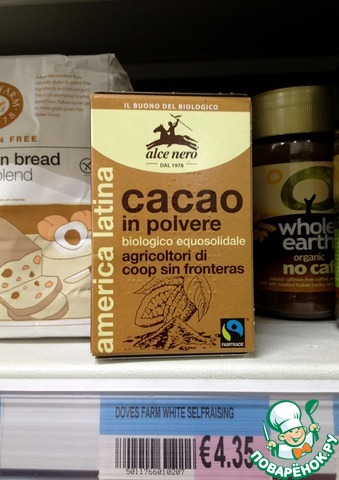 FREE
n bread
blend
IL BUONO DEL BIOLOGICO
alce nero
DAL 1978
america latina
cacao
in polvere
biologico equosolidale
agricoltori di
coop sin fronteras
FAIRTRADE
whole
earth
organic
no caf
DOVES FARM WHITE SELFRAISING
5011766010207
€4.35
ПОВАРЁНОК.РУ